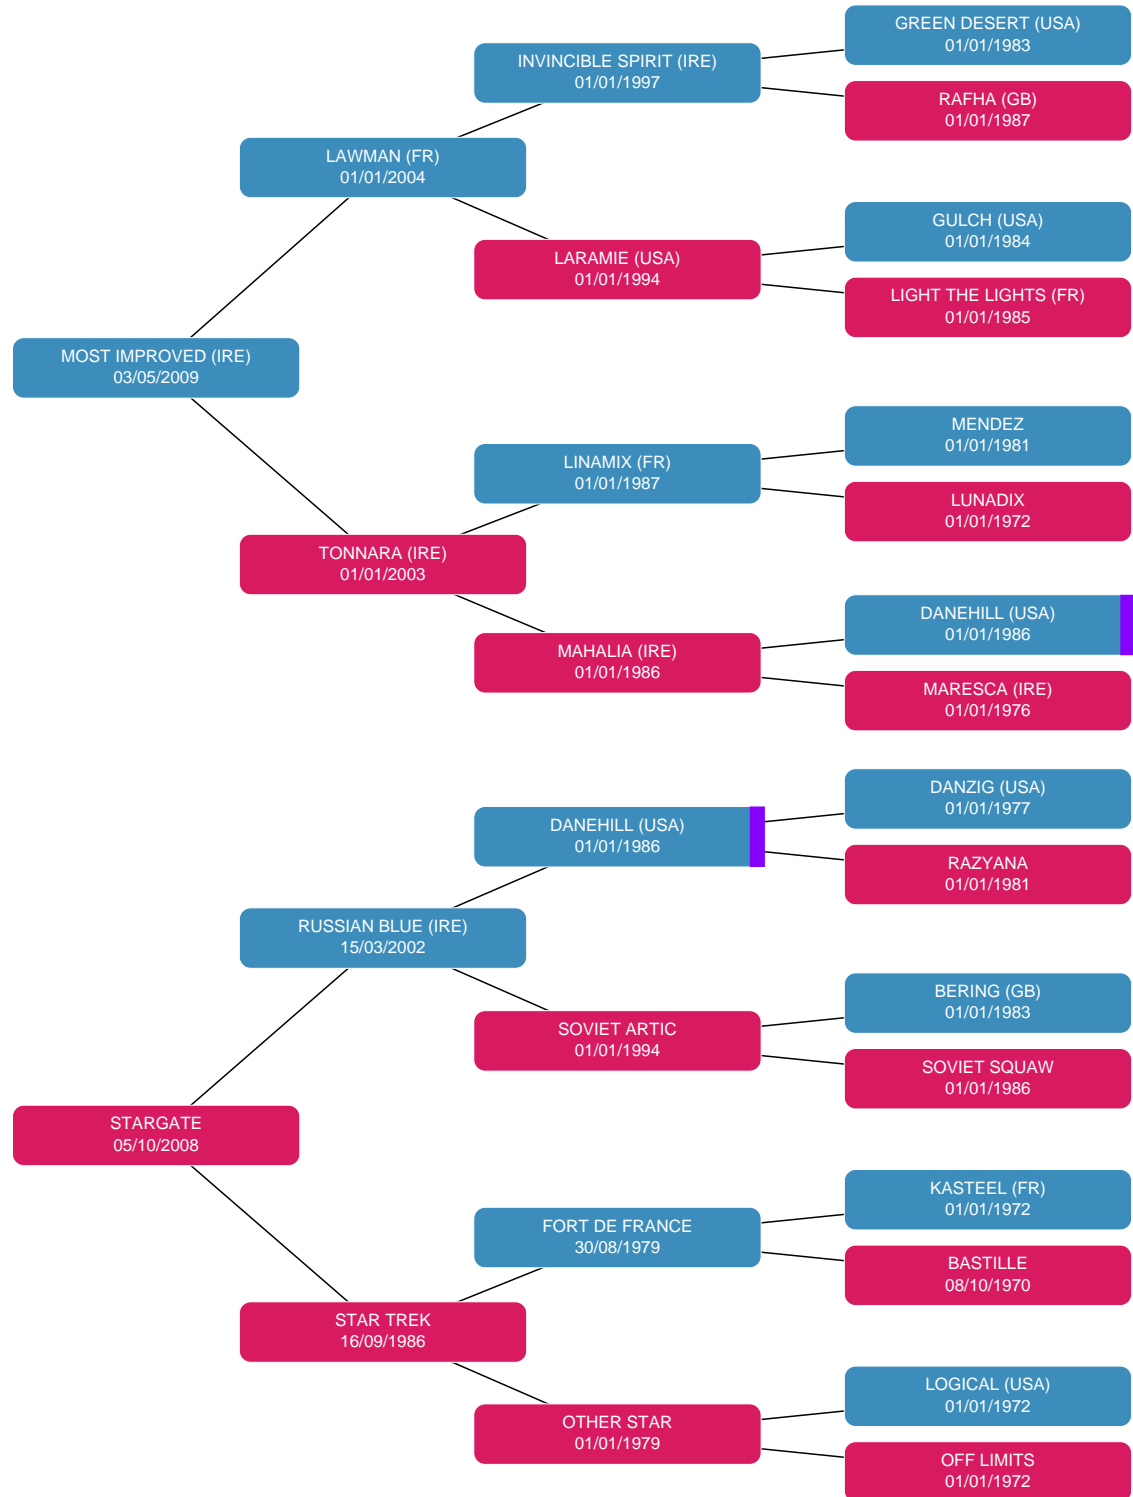 GREEN DESERT (USA)
01/01/1983
INVINCIBLE SPIRIT (IRE)
01/01/1997
RAFHA (GB)
01/01/1987
LAWMAN (FR)
01/01/2004
GULCH (USA)
01/01/1984
LARAMIE (USA)
01/01/1994
LIGHT THE LIGHTS (FR)
01/01/1985
MOST IMPROVED (IRE)
03/05/2009
MENDEZ
01/01/1981
LINAMIX (FR)
01/01/1987
LUNADIX
01/01/1972
TONNARA (IRE)
01/01/2003
DANEHILL (USA)
01/01/1986
MAHALIA (IRE)
01/01/1986
MARESCA (IRE)
01/01/1976
DANZIG (USA)
01/01/1977
DANEHILL (USA)
01/01/1986
RAZYANA
01/01/1981
RUSSIAN BLUE (IRE)
15/03/2002
BERING (GB)
01/01/1983
SOVIET ARTIC
01/01/1994
SOVIET SQUAW
01/01/1986
STARGATE
05/10/2008
KASTEEL (FR)
01/01/1972
FORT DE FRANCE
30/08/1979
BASTILLE
08/10/1970
STAR TREK
16/09/1986
LOGICAL (USA)
01/01/1972
OTHER STAR
01/01/1979
OFF LIMITS
01/01/1972